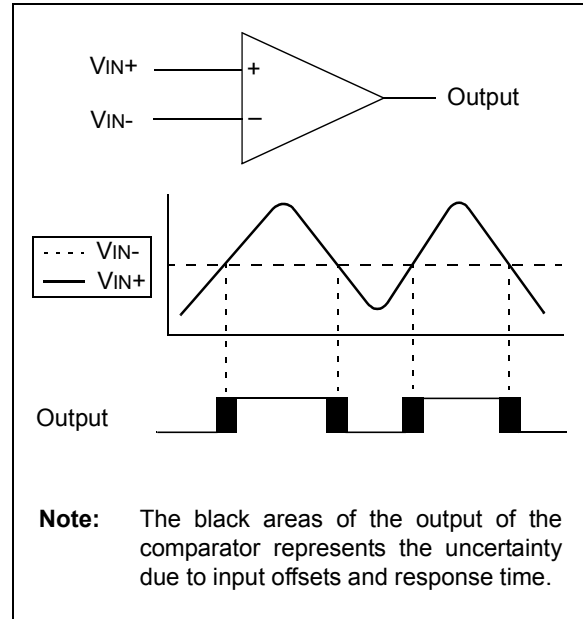 VIN+
+
Output
VIN-
−
VIN-
VIN+
Output
Note: The black areas of the output of the
comparator represents the uncertainty
due to input offsets and response time.